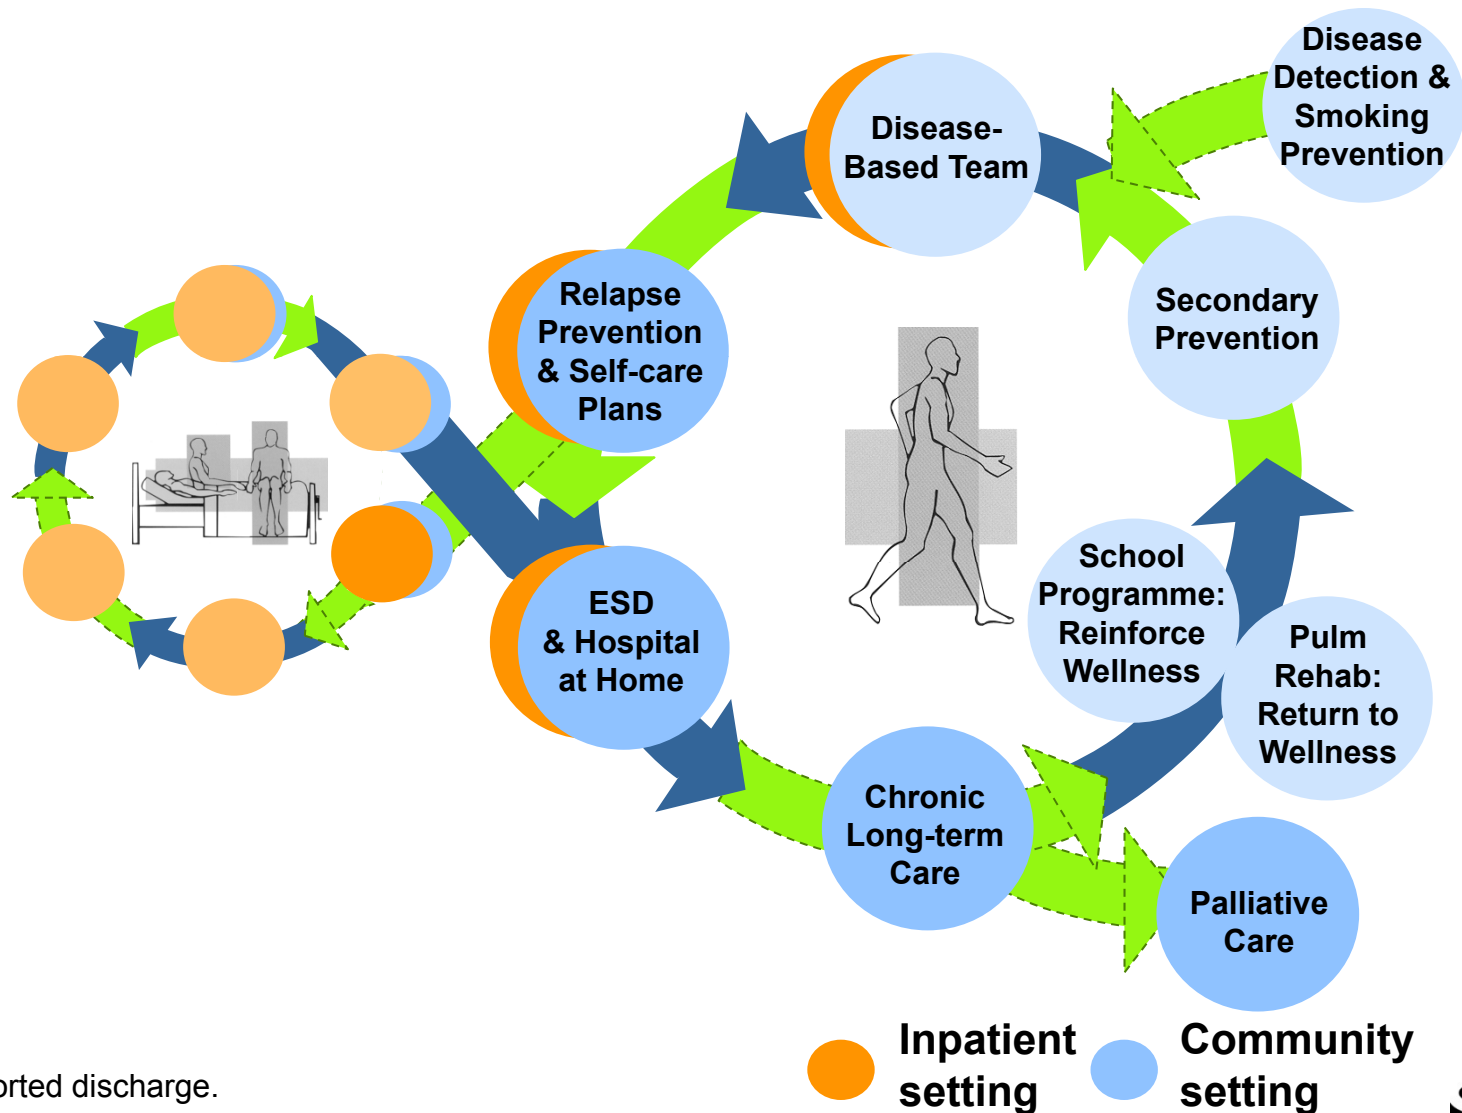 Disease
Detection &
Smoking
Prevention
Disease-
Based Team
Secondary
Prevention
Relapse
Prevention
& Self-care
Plans
School
Programme:
Reinforce
Wellness
ESD
& Hospital
at Home
Pulm
Rehab:
Return to
Wellness
Chronic
Long-term
Care
Palliative
Care
Inpatient
setting
Community
setting
discharge.